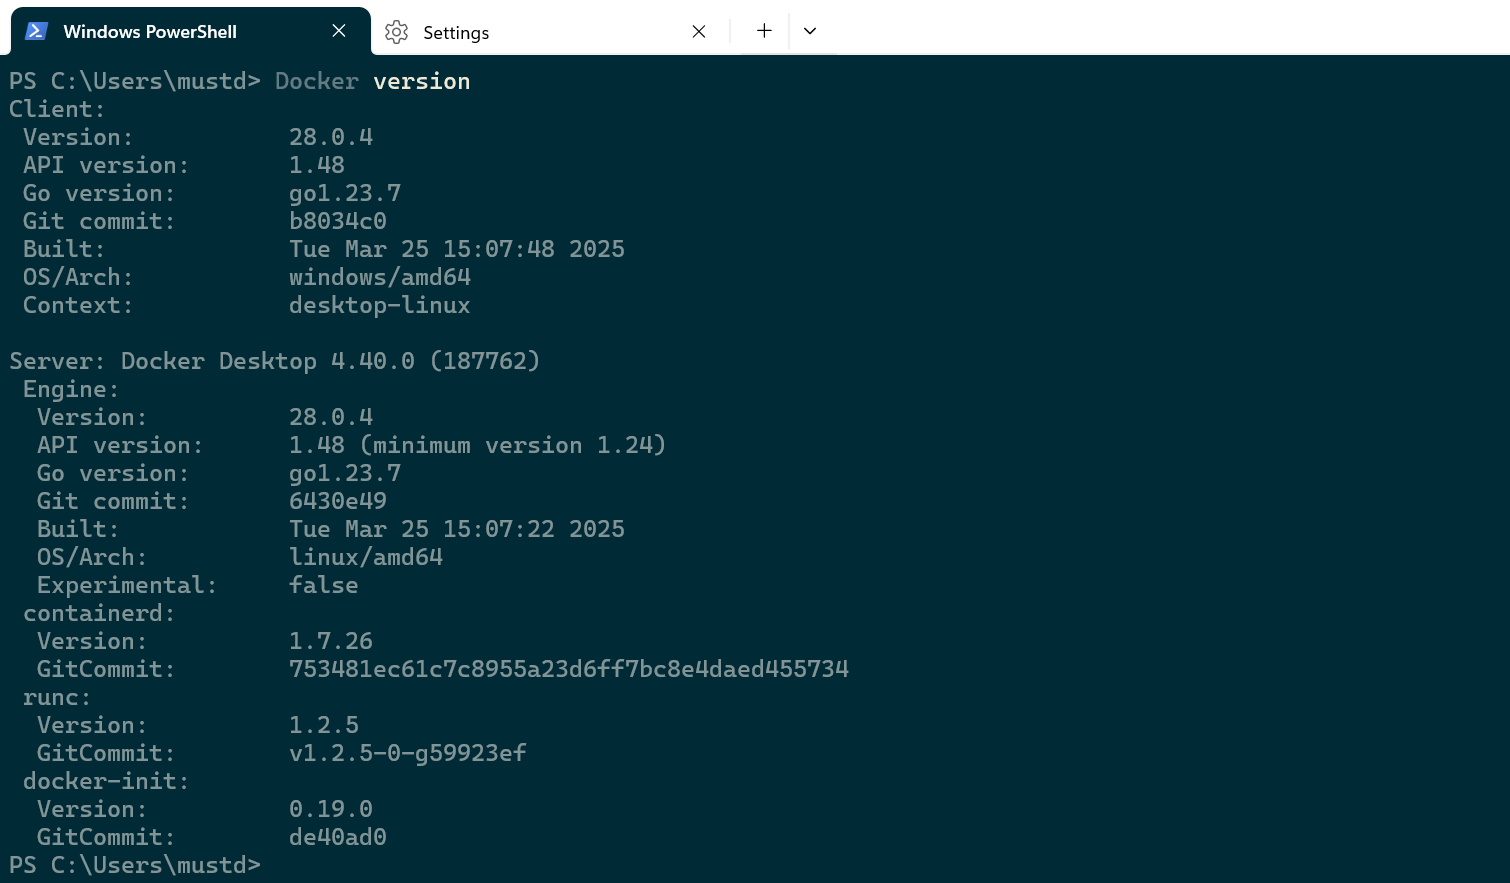 Windows PowerShell
Settings
PS C:\Users\mustd> Docker version
Client:
 Version:           28.0.4
 API version:       1.48
 Go version:        go1.23.7
 Git commit:        b8034c0
 Built:             Tue Mar 25 15:07:48 2025
 OS/Arch:           windows/amd64
 Context:           desktop-linux

Server: Docker Desktop 4.40.0 (187762)
 Engine:
  Version:          28.0.4
  API version:      1.48 (minimum version 1.24)
  Go version:       go1.23.7
  Git commit:       6430e49
  Built:            Tue Mar 25 15:07:22 2025
  OS/Arch:          linux/amd64
  Experimental:     false
 containerd:
  Version:          1.7.26
  GitCommit:        753481ec61c7c8955a23d6ff7bc8e4daed455734
 runc:
  Version:          1.2.5
  GitCommit:        v1.2.5-0-g59923ef
 docker-init:
  Version:          0.19.0
  GitCommit:        de40ad0
PS C:\Users\mustd>